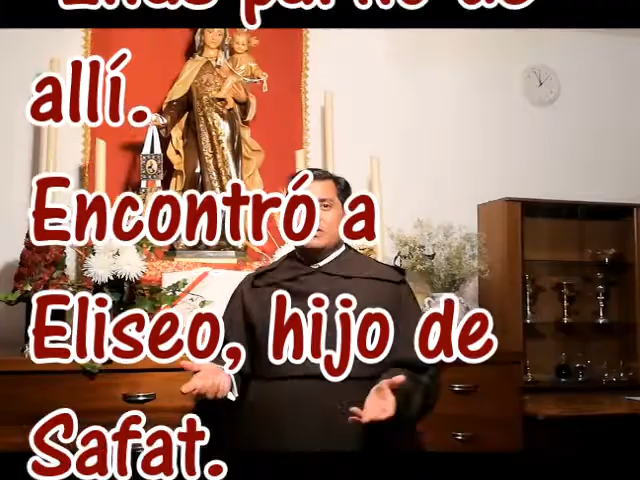 allí.
Encontró a
Eliseo, hijo de
Safat.